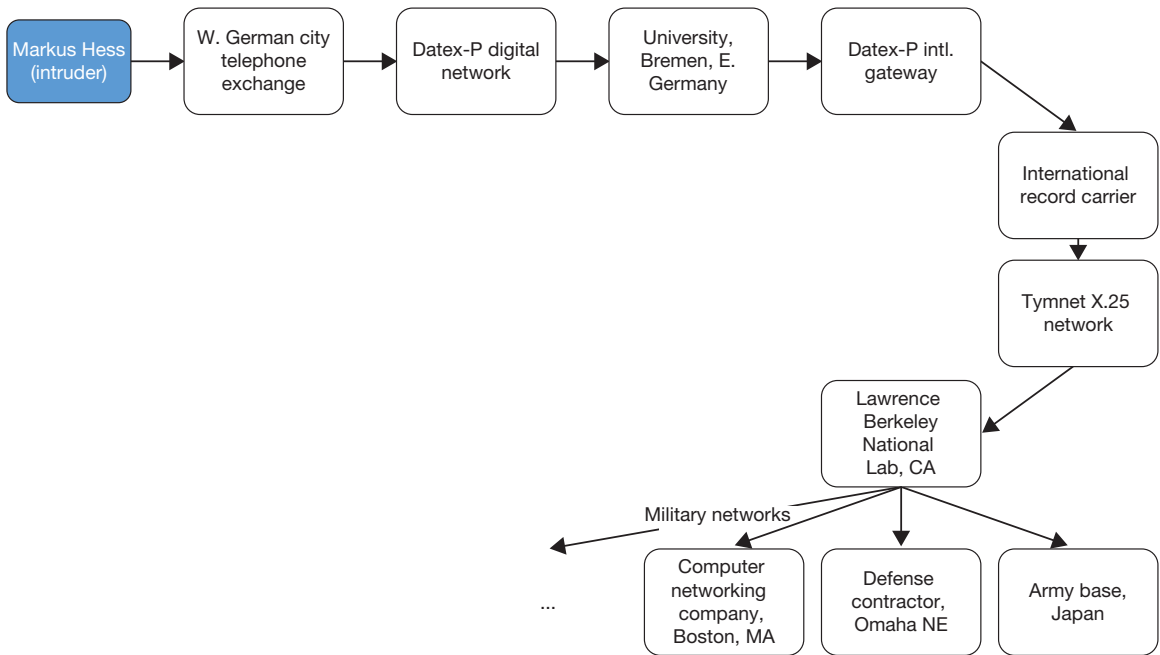 Markus Hess
(intruder)
W. German city
telephone
exchange
Datex-P digital
network
University,
Bremen, E.
Germany
Datex-P intl.
gateway
International
record carrier
Tymnet X.25
network
Lawrence
Berkeley
National
Lab, CA
Military networks
...
Computer
networking
company,
Boston, MA
Defense
contractor,
Omaha NE
Army base,
Japan